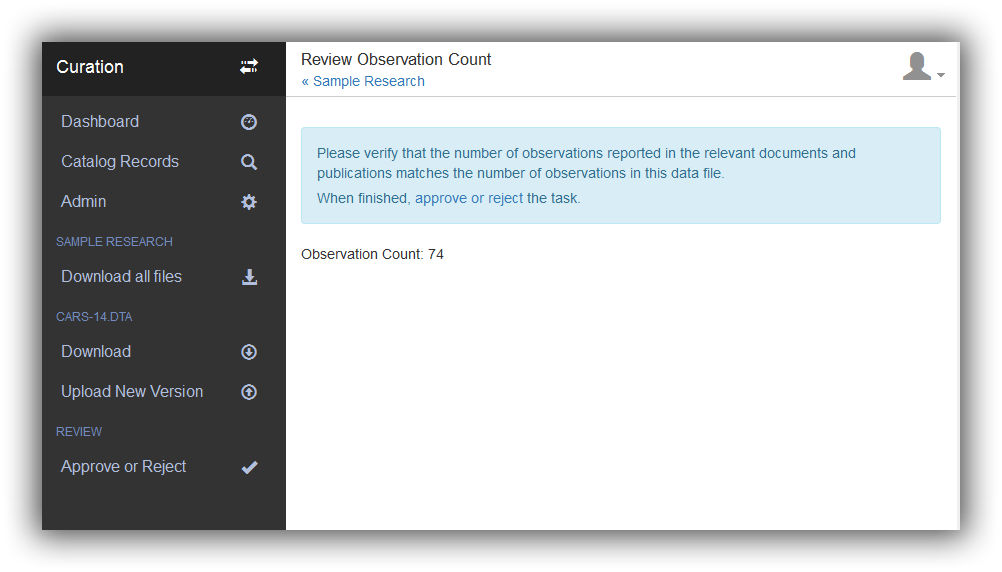 Curation
Dashboard
Catalog Records
Admin
SAMPLE RESEARCH
Download all files
CARS-14.DTA
Download
Upload New Version
REVIEW
Approve or Reject
Review Observation Count
« Sample Research
Please verify that the number of observations reported in the relevant documents and
publications matches the number of observations in this data file.
When finished, approve or reject the task.
Observation Count: 74